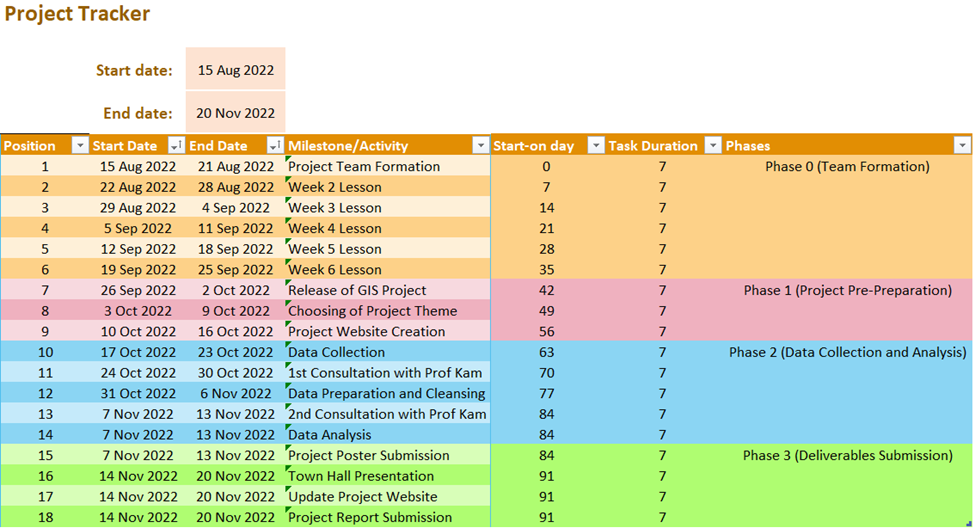 Project Tracker
Start date: 15 Aug 2022
End date: 20 Nov 2022
Position Start Date End Date Milestone/Activity Start-on day Task Duration Phases
1 15 Aug 2022 21 Aug 2022 Project Team Formation 0 7 Phase 0 (Team Formation)
2 22 Aug 2022 28 Aug 2022 Week 2 Lesson 7 7
3 29 Aug 2022 4 Sep 2022 Week 3 Lesson 14 7
4 5 Sep 2022 11 Sep 2022 Week 4 Lesson 21 7
5 12 Sep 2022 18 Sep 2022 Week 5 Lesson 28 7
6 19 Sep 2022 25 Sep 2022 Week 6 Lesson 35 7
7 26 Sep 2022 2 Oct 2022 Release of GIS Project 42 7 Phase 1 (Project Pre-Preparation)
8 3 Oct 2022 9 Oct 2022 Choosing of Project Theme 49 7
9 10 Oct 2022 16 Oct 2022 Project Website Creation 56 7
10 17 Oct 2022 23 Oct 2022 Data Collection 63 7 Phase 2 (Data Collection and Analysis)
11 24 Oct 2022 30 Oct 2022 1st Consultation with Prof Kam 70 7
12 31 Oct 2022 6 Nov 2022 Data Preparation and Cleansing 77 7
13 7 Nov 2022 13 Nov 2022 2nd Consultation with Prof Kam 84 7
14 7 Nov 2022 13 Nov 2022 Data Analysis 84 7
15 7 Nov 2022 13 Nov 2022 Project Poster Submission 84 7 Phase 3 (Deliverables Submission)
16 14 Nov 2022 20 Nov 2022 Town Hall Presentation 91 7
17 14 Nov 2022 20 Nov 2022 Update Project Website 91 7
18 14 Nov 2022 20 Nov 2022 Project Report Submission 91 7